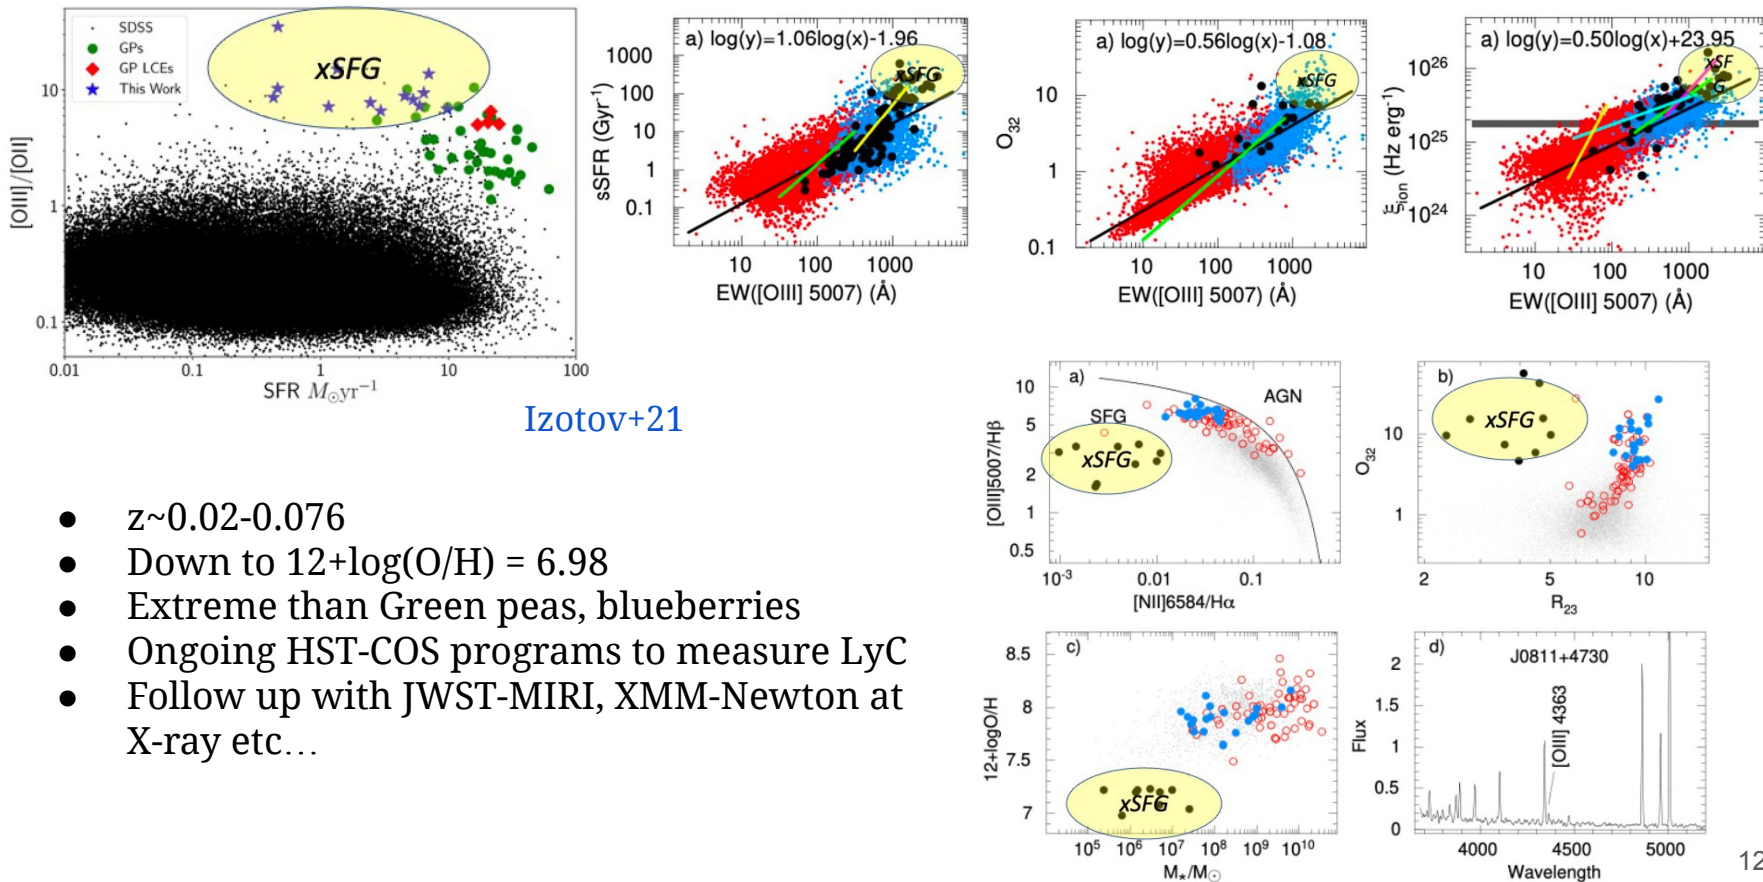 SDSS
GPs
GP LCEs
This Work
xSFG
[OIII]/[OII]
10
1
0.1
0.01
0.1
1
10
100
SFR M⊙yr⁻¹
a) log(y)=1.06log(x)-1.96
xSFG
sSFR (Gyr⁻¹)
1000
100
10
1
0.1
10
100
1000
EW([OIII] 5007) (Å)
a) log(y)=0.56log(x)-1.08
xSFG
O₃₂
10
1
0.1
10
100
1000
EW([OIII] 5007) (Å)
a) log(y)=0.50log(x)+23.95
xSF
G
ξion (Hz erg⁻¹)
10²⁶
10²⁵
10²⁴
10
100
1000
EW([OIII] 5007) (Å)
Izotov+21
● z~0.02-0.076
● Down to 12+log(O/H) = 6.98
● Extreme than Green peas, blueberries
● Ongoing HST-COS programs to measure LyC
● Follow up with JWST-MIRI, XMM-Newton at
X-ray etc…
a)
SFG
AGN
xSFG
[OIII]5007/Hβ
10
5
2
1
0.5
10⁻³
0.01
0.1
[NII]6584/Hα
b)
xSFG
O₃₂
10
1
2
5
10
R₂₃
c)
xSFG
12+logO/H
8.5
8
7.5
7
10⁵
10⁶
10⁷
10⁸
10⁹
10¹⁰
M⋆/M⊙
d)
J0811+4730
[OIII] 4363
Flux
2
1.5
1
0.5
0
4000
4500
5000
Wavelength
12